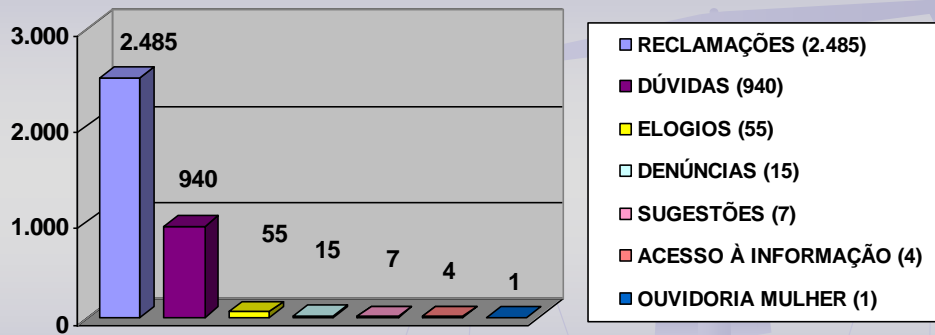 3.000
2.000
1.000
0
2.485
940
55
15
7
4
1
RECLAMAÇÕES (2.485)
DÚVIDAS (940)
ELOGIOS (55)
DENÚNCIAS (15)
SUGESTÕES (7)
ACESSO À INFORMAÇÃO (4)
OUVIDORIA MULHER (1)